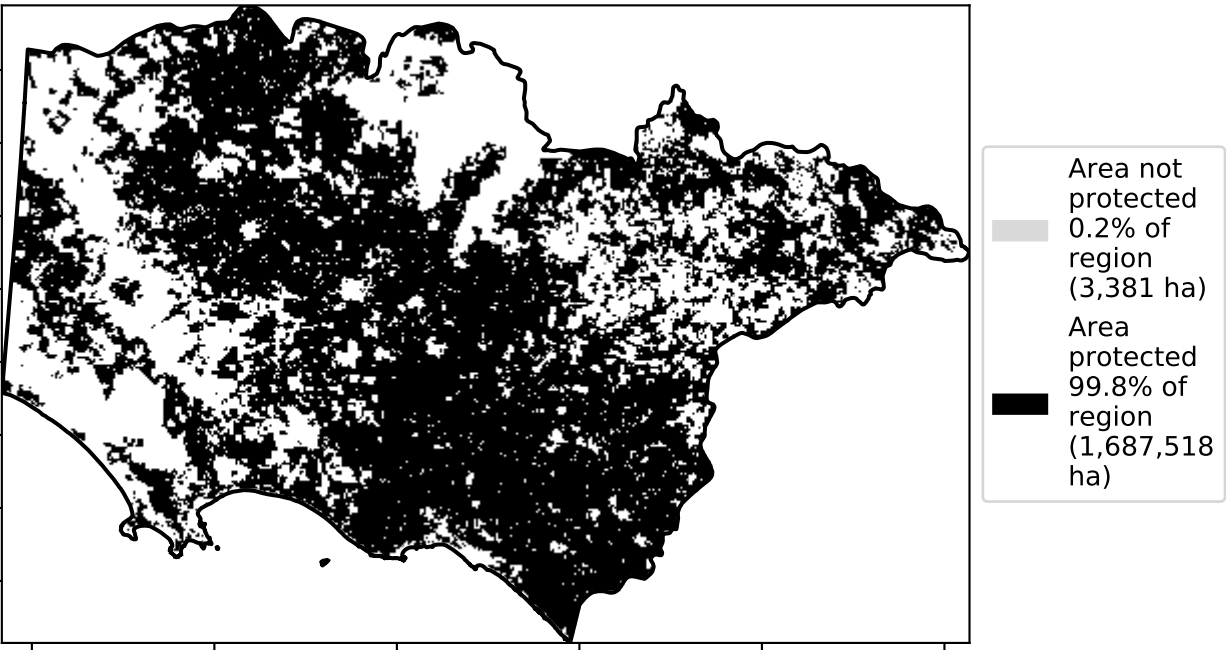 Area not
protected
0.2% of
region
(3,381 ha)
Area
protected
99.8% of
region
(1,687,518
ha)